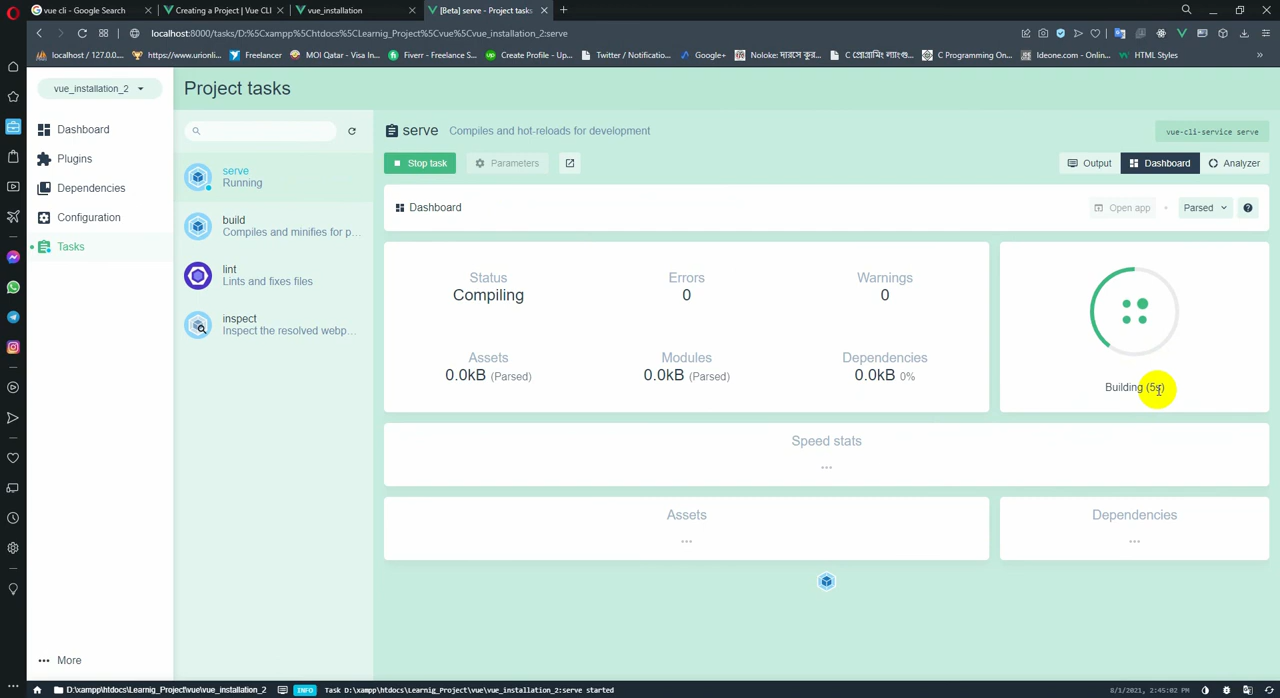 vue cli - Google Search
Creating a Project | Vue CLI
vue_installation
[Beta] serve - Project tasks
localhost:8000/tasks/D:%5Cxampp%5Chtdocs%5CLearnig_Project%5Cvue%5Cvue_installation_2:serve
localhost / 127.0.0....
https://www.urionli...
Freelancer
MOI Qatar - Visa In...
Fiverr - Freelance S...
Create Profile - Up...
Twitter / Notificatio...
Google+
C Programming On...
Ideone.com - Onlin...
HTML Styles
vue_installation_2
Project tasks
Dashboard
Plugins
Dependencies
Configuration
Tasks
More
serve
Running
build
Compiles and minifies for p...
lint
Lints and fixes files
inspect
Inspect the resolved webp...
serve Compiles and hot-reloads for development
vue-cli-service serve
Stop task
Parameters
Output
Dashboard
Analyzer
Dashboard
Open app
Parsed
Status
Compiling
Errors
0
Warnings
0
Assets
0.0kB (Parsed)
Modules
0.0kB (Parsed)
Dependencies
0.0kB 0%
Building (5s)
Speed stats
...
Assets
...
Dependencies
...
D:\xampp\htdocs\Learnig_Project\vue\vue_installation_2
INFO
Task D:\xampp\htdocs\Learnig_Project\vue\vue_installation_2:serve started
8/1/2021, 2:45:02 PM